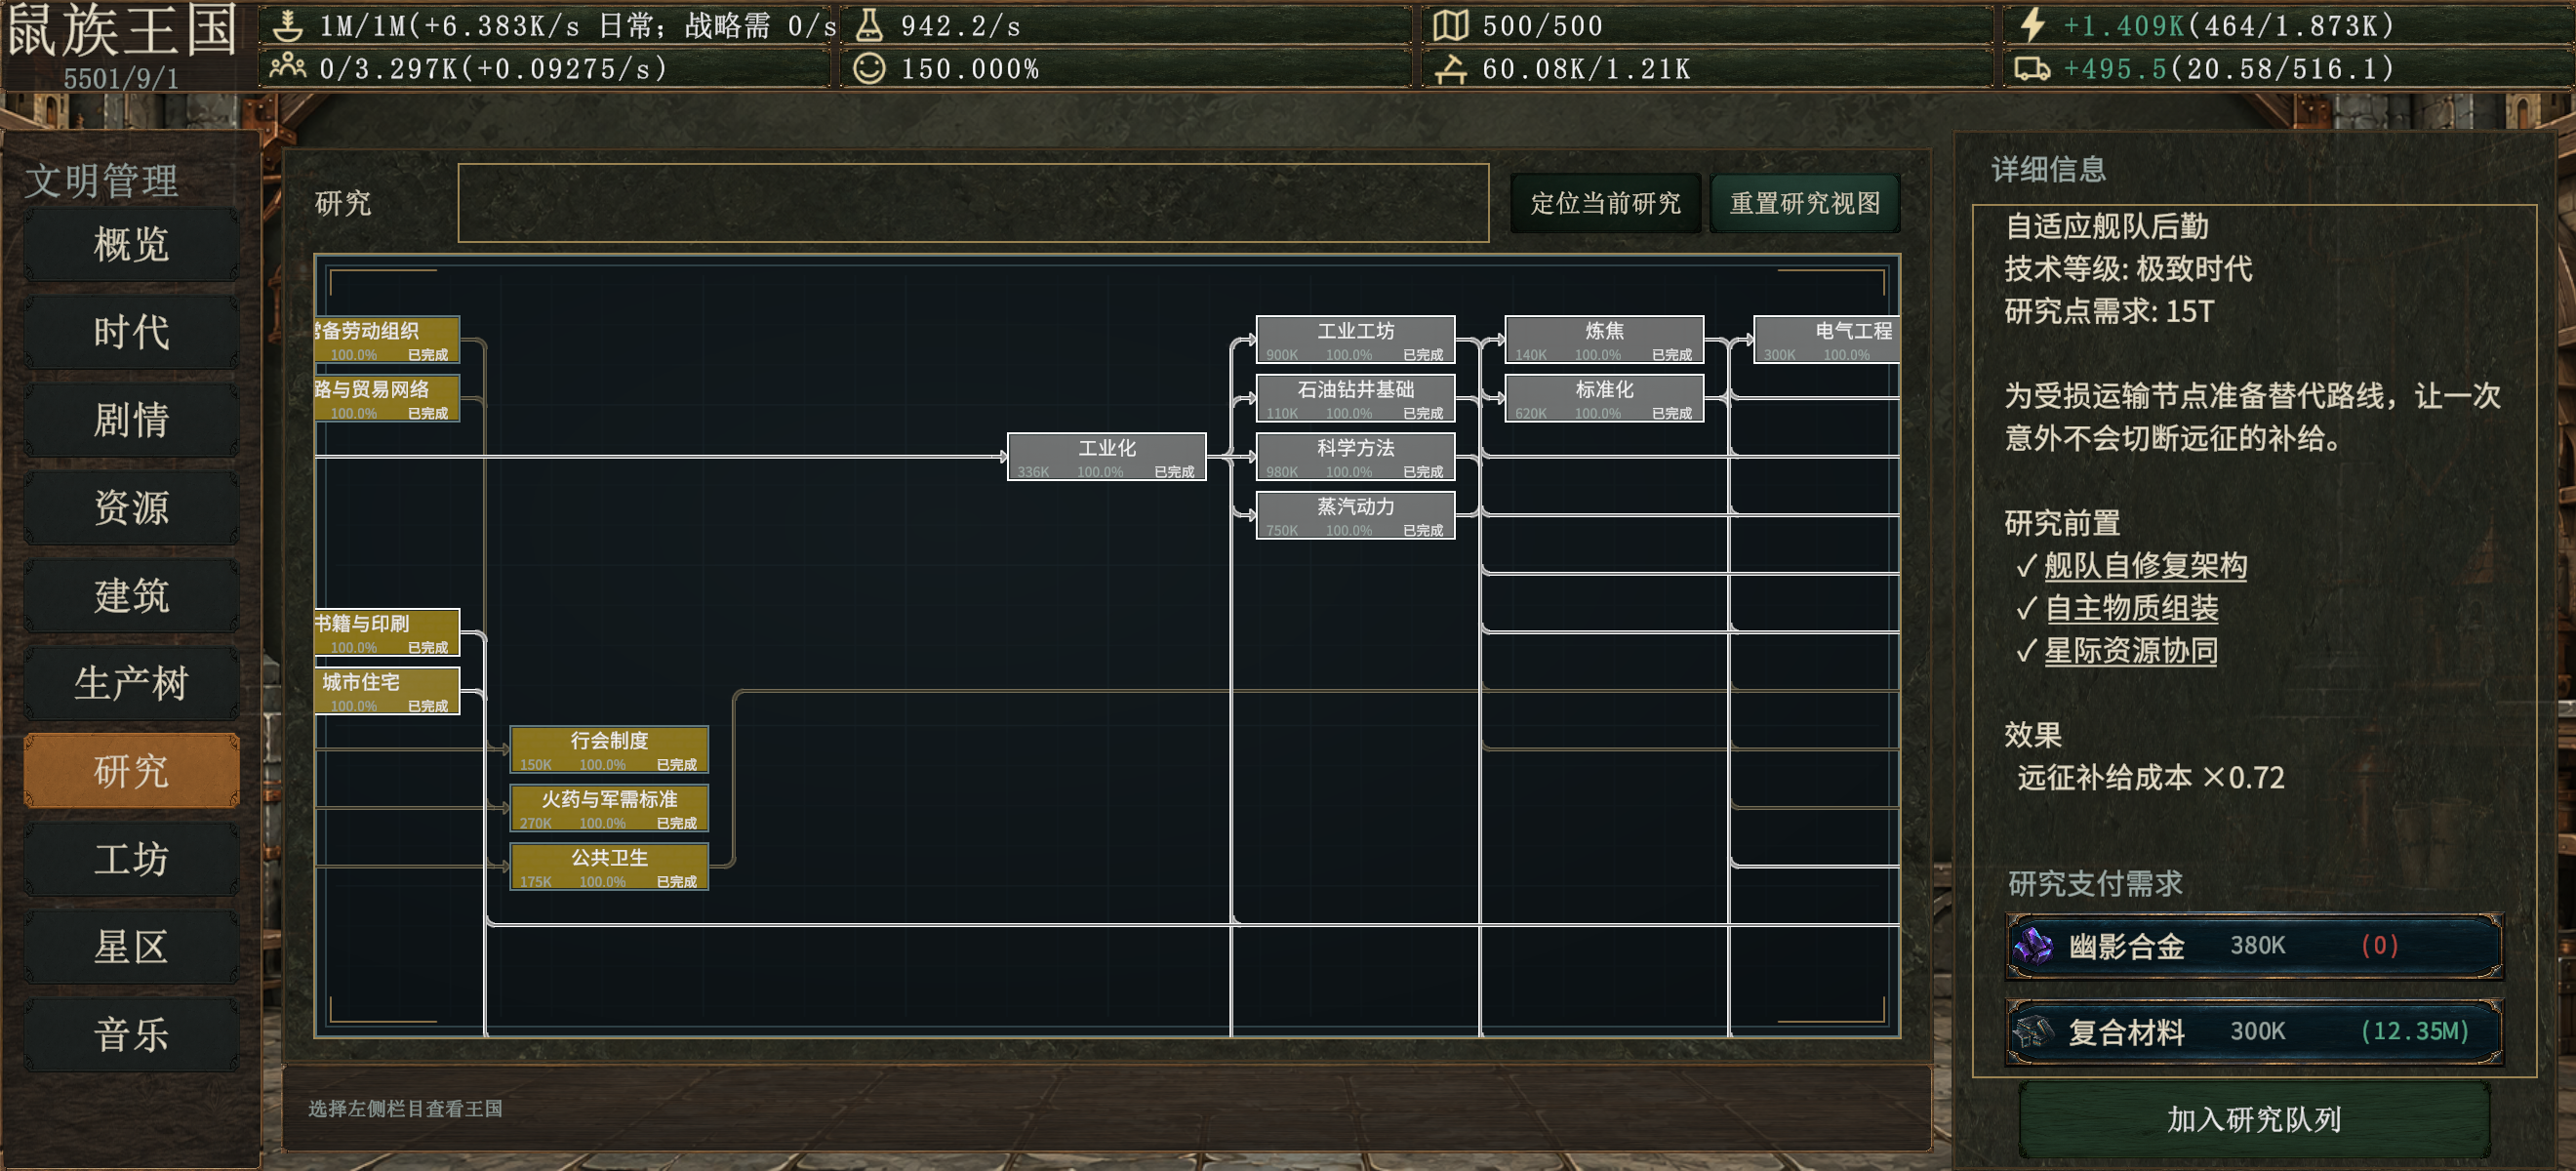 鼠族王国
5501/9/1
1M/1M(+6.383K/s 日常; 战略需 0/s
942.2/s
500/500
+1.409K(464/1.873K)
0/3.297K(+0.09275/s)
150.000%
60.08K/1.21K
+495.5(20.58/516.1)
文明管理
概览
时代
剧情
资源
建筑
生产树
研究
工坊
星区
音乐
研究
定位当前研究
重置研究视图
备劳动组织
100.0% 已完成
路与贸易网络
100.0% 已完成
书籍与印刷
100.0% 已完成
城市住宅
100.0% 已完成
行会制度
150K 100.0% 已完成
火药与军需标准
270K 100.0% 已完成
公共卫生
175K 100.0% 已完成
工业化
336K 100.0% 已完成
工业工坊
900K 100.0% 已完成
石油钻井基础
110K 100.0% 已完成
科学方法
980K 100.0% 已完成
蒸汽动力
750K 100.0% 已完成
炼焦
140K 100.0% 已完成
标准化
620K 100.0% 已完成
电气工程
300K 100.0%
选择左侧栏目查看王国
详细信息
自适应舰队后勤
技术等级: 极致时代
研究点需求: 15T
为受损运输节点准备替代路线，让一次
意外不会切断远征的补给。
研究前置
✓ 舰队自修复架构
✓ 自主物质组装
✓ 星际资源协同
效果
远征补给成本 ×0.72
研究支付需求
幽影合金 380K (0)
复合材料 300K (12.35M)
加入研究队列